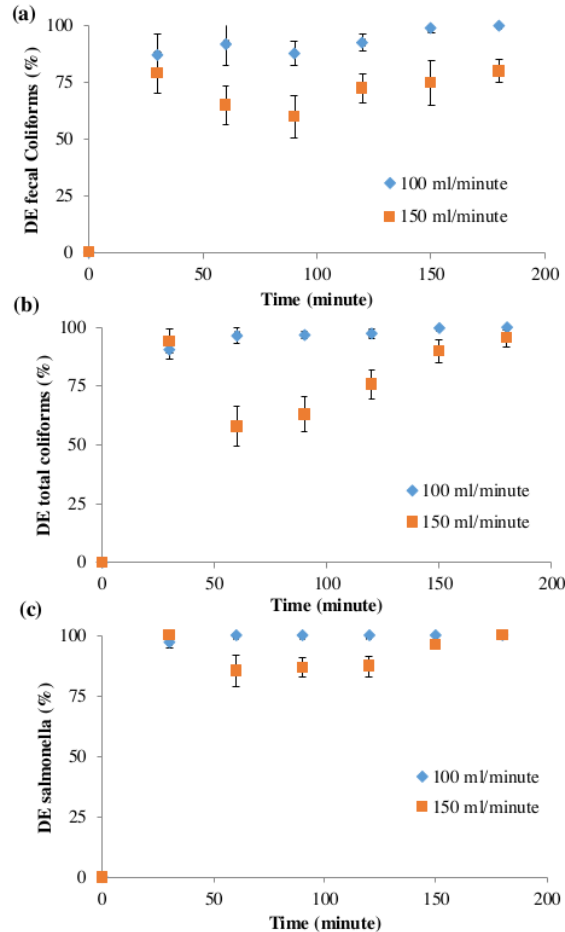 (a)
DE fecal Coliforms (%)
100
75
50
25
0
100 ml/minute
150 ml/minute
0 50 100 150 200
Time (minute)
(b)
DE total coliforms (%)
100
75
50
25
0
100 ml/minute
150 ml/minute
0 50 100 150 200
Time (minute)
(c)
DE salmonella (%)
100
75
50
25
0
100 ml/minute
150 ml/minute
0 50 100 150 200
Time (minute)